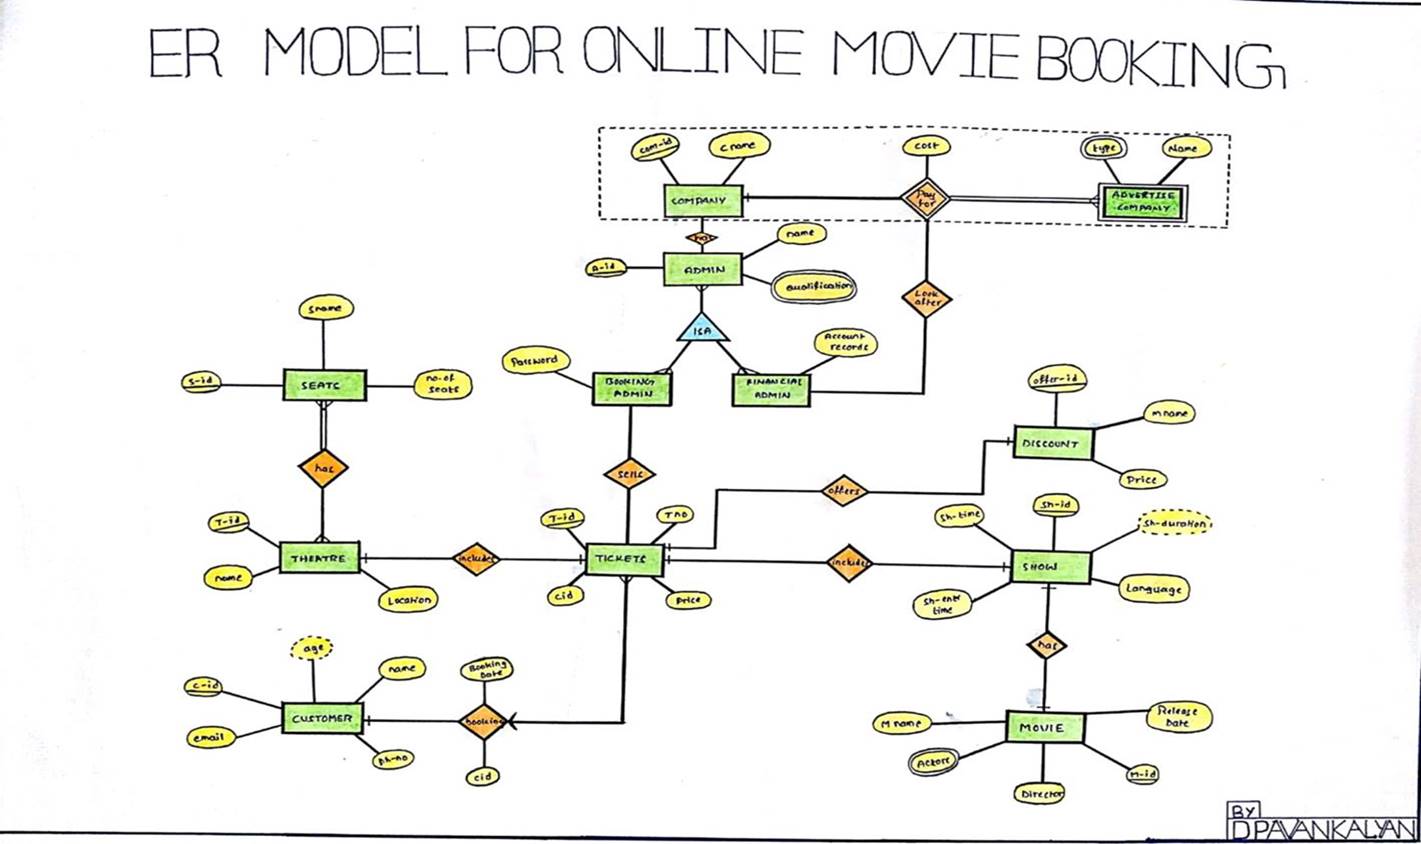 ER MODEL FOR ONLINE MOVIE BOOKING
com-id
cname
cost
type
Name
COMPANY
Pay
for
ADVERTISE
COMPANY
has
name
A-id
ADMIN
Qualification
Look
after
ISA
Sname
Account
records
Password
SEATS
S-id
no-of
seats
BOOKING
ADMIN
FINANCIAL
ADMIN
offer-id
mname
DISCOUNT
Price
has
sells
offers
T-id
T-id
TNO
Sh-time
Sh-id
Sh-duration
THEATRE
includes
TICKETS
includes
SHOW
name
Location
cid
price
Sh-entr
time
Language
age
name
Booking
Date
has
c-id
CUSTOMER
booking
email
ph-no
cid
Mname
Release
Date
MOVIE
Actors
M-id
Director
BY
DPAVANKALYAN